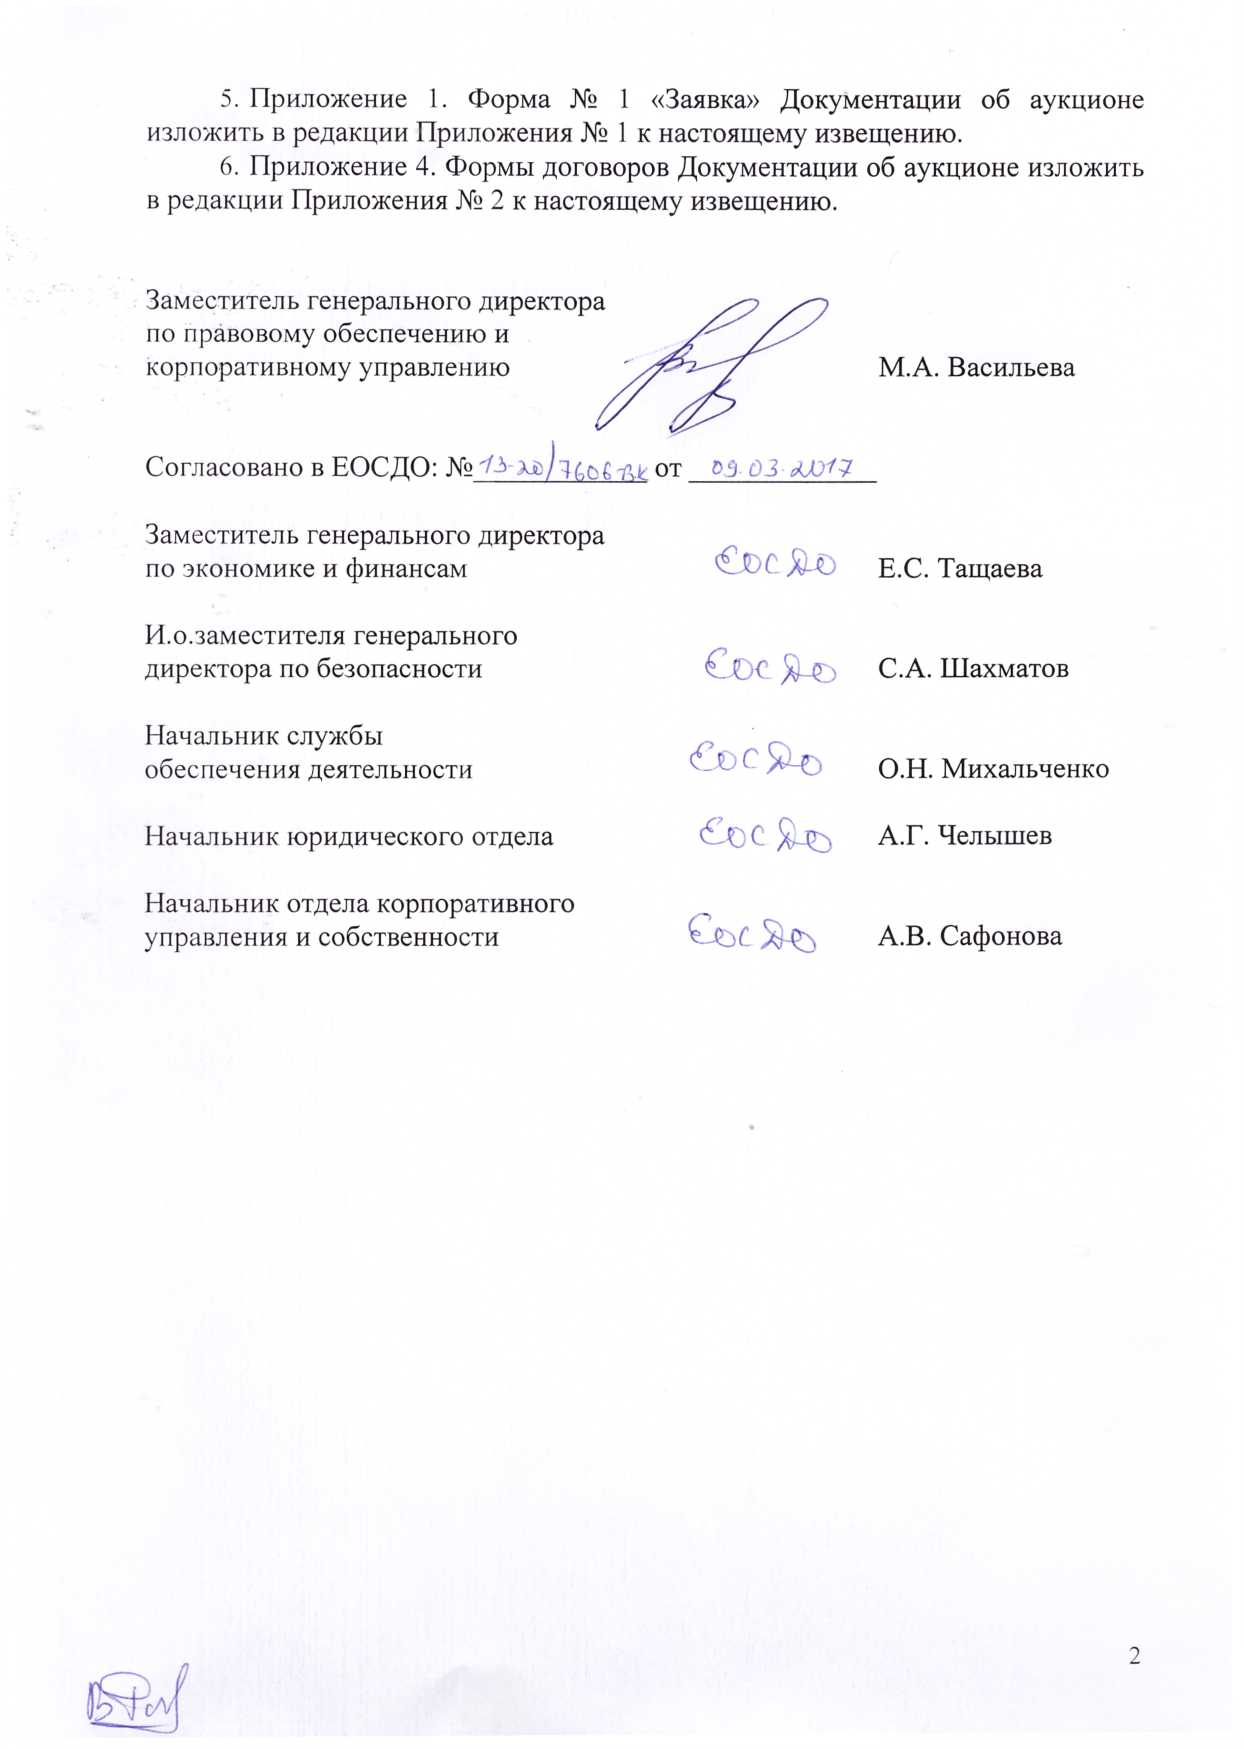 5. Приложение 1. Форма № 1 «Заявка» Документации об аукционе
изложить в редакции Приложения № 1 к настоящему извещению.
6. Приложение 4. Формы договоров Документации об аукционе изложить
в редакции Приложения № 2 к настоящему извещению.
Заместитель генерального директора
по правовому обеспечению и
корпоративному управлению М.А. Васильева
Согласовано в ЕОСДО: № 13-20/7606-ВК от 09.03.2017
Заместитель генерального директора
по экономике и финансам ЕОСДО Е.С. Тащаева
И.о.заместителя генерального
директора по безопасности ЕОСДО С.А. Шахматов
Начальник службы
обеспечения деятельности ЕОСДО О.Н. Михальченко
Начальник юридического отдела ЕОСДО А.Г. Челышев
Начальник отдела корпоративного
управления и собственности ЕОСДО А.В. Сафонова
2